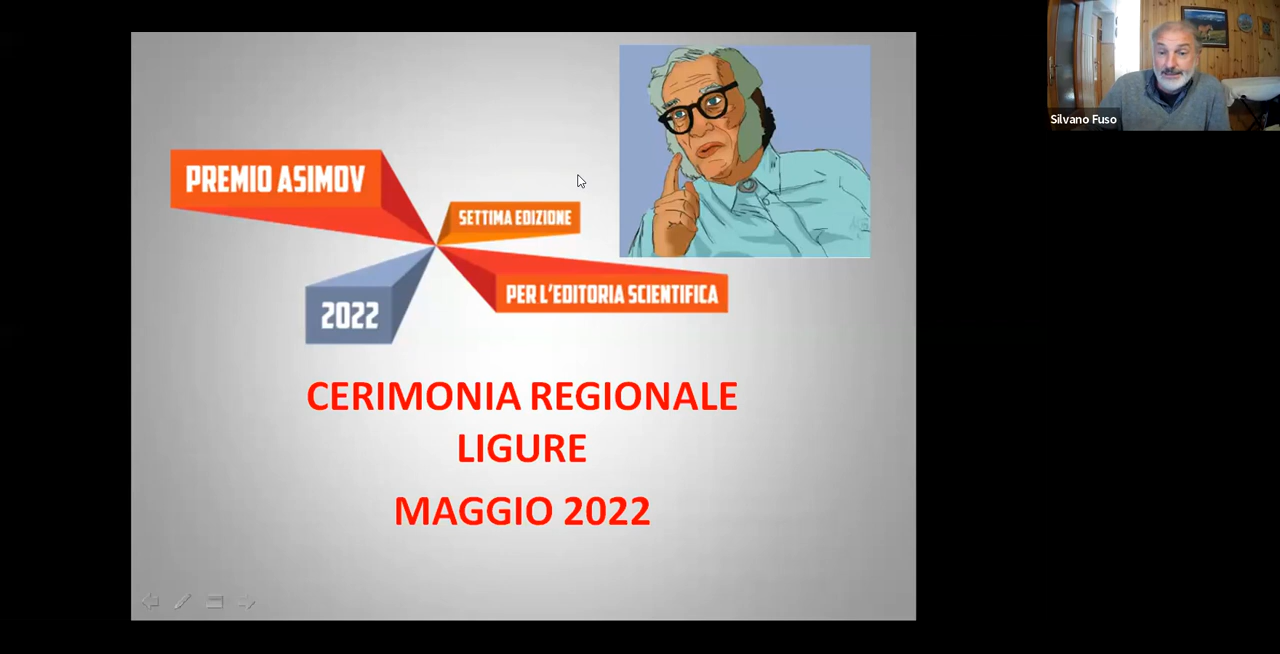 PREMIO ASIMOV
SETTIMA EDIZIONE
PER L'EDITORIA SCIENTIFICA
2022
CERIMONIA REGIONALE
LIGURE
MAGGIO 2022
Silvano Fuso